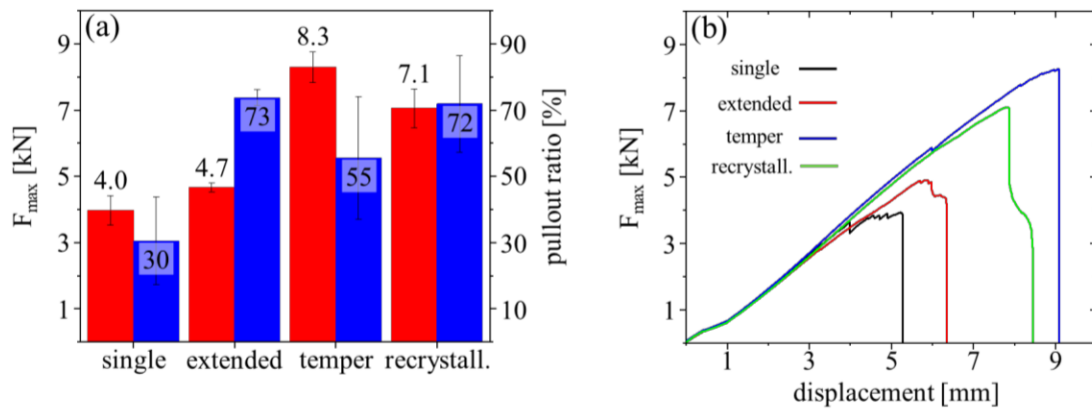 (a)
9
7
5
3
1
F_max [kN]
90
70
50
30
10
pullout ratio [%]
4.0
30
4.7
73
8.3
55
7.1
72
single
extended
temper
recrystall.
(b)
9
7
5
3
1
F_max [kN]
single
extended
temper
recrystall.
1 3 5 7 9
displacement [mm]